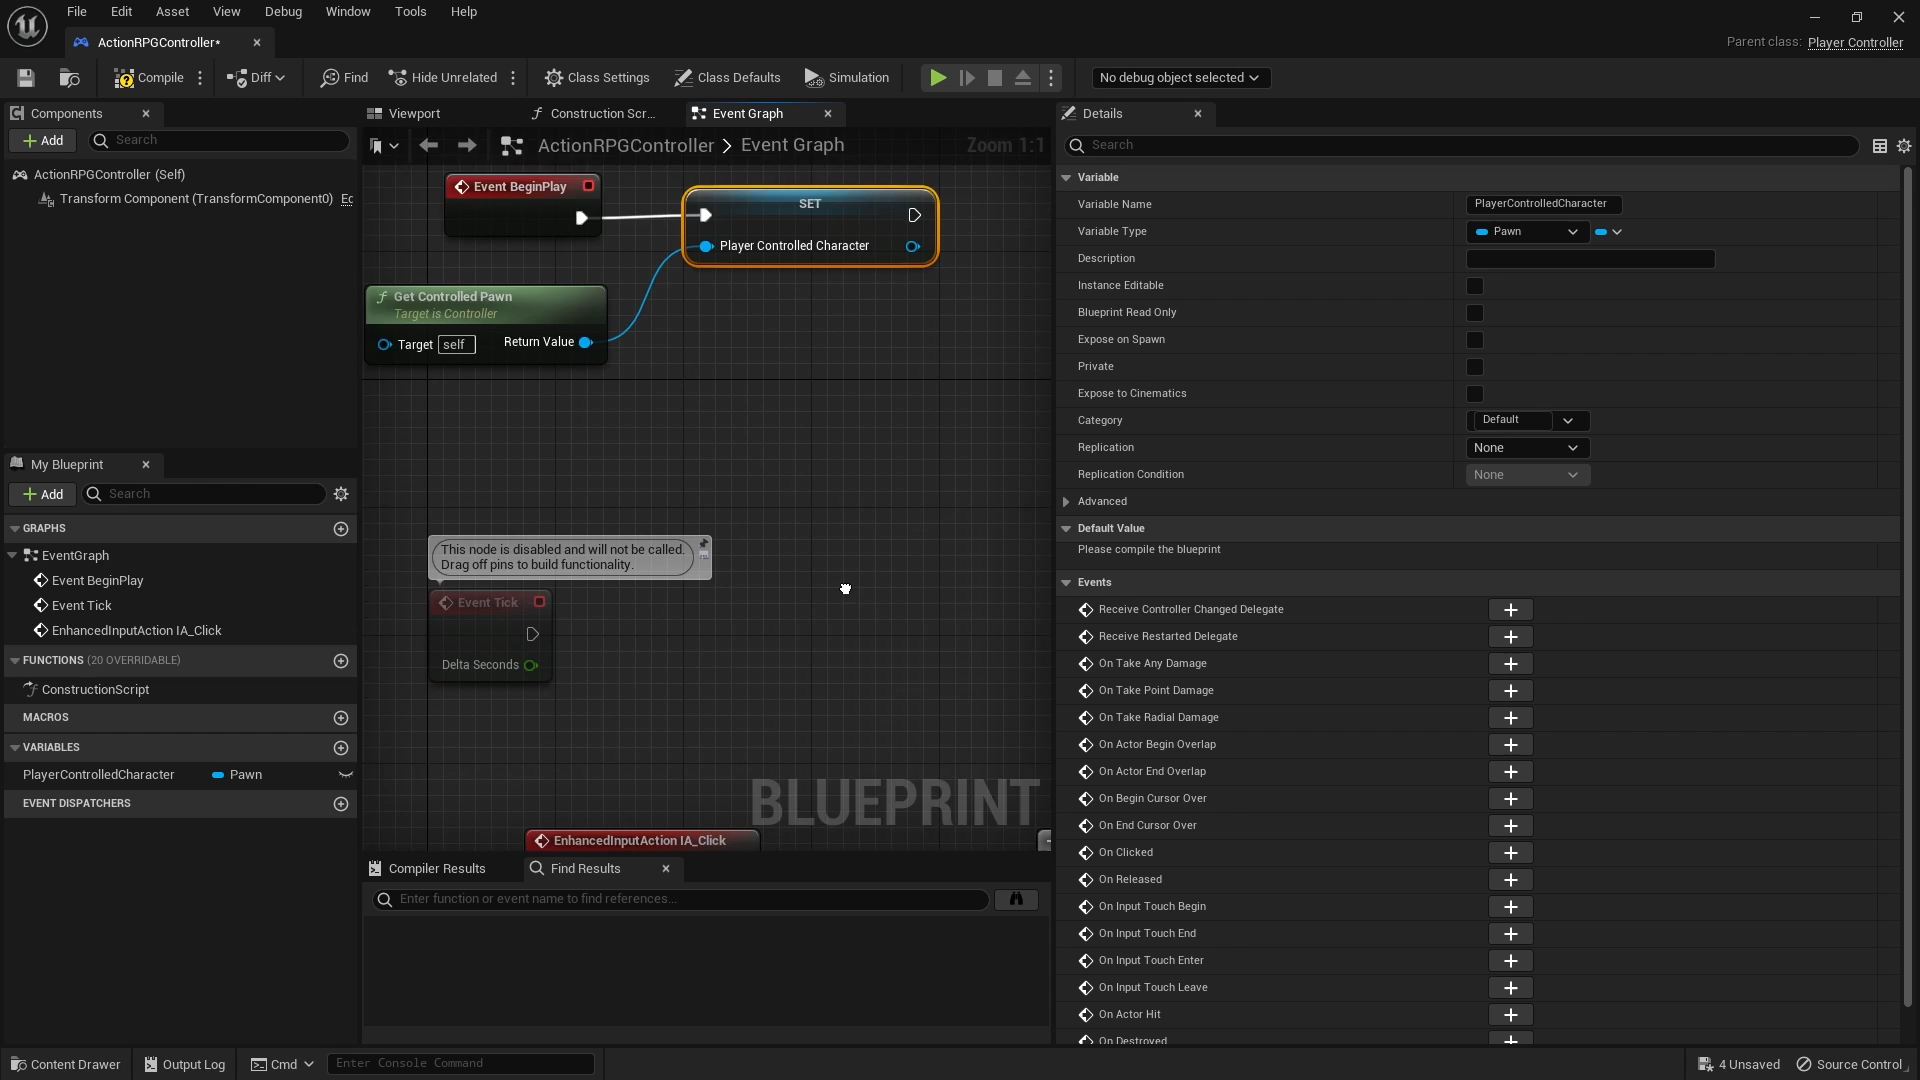 File Edit Asset View Debug Window Tools Help
ActionRPGController*
Parent class: Player Controller
Compile Diff Find Hide Unrelated Class Settings Class Defaults Simulation No debug object selected
Components
Add Search
ActionRPGController (Self)
Transform Component (TransformComponent0) Ec
My Blueprint
Add Search
GRAPHS
EventGraph
Event BeginPlay
Event Tick
EnhancedInputAction IA_Click
FUNCTIONS (20 OVERRIDABLE)
ConstructionScript
MACROS
VARIABLES
PlayerControlledCharacter Pawn
EVENT DISPATCHERS
Viewport Construction Scr... Event Graph
ActionRPGController > Event Graph Zoom 1:1
Event BeginPlay
SET
Player Controlled Character
Get Controlled Pawn
Target is Controller
Target self Return Value
This node is disabled and will not be called.
Drag off pins to build functionality.
Event Tick
Delta Seconds
BLUEPRINT
EnhancedInputAction IA_Click
Compiler Results Find Results
Enter function or event name to find references...
Details
Search
Variable
Variable Name PlayerControlledCharacter
Variable Type Pawn
Description
Instance Editable
Blueprint Read Only
Expose on Spawn
Private
Expose to Cinematics
Category Default
Replication None
Replication Condition None
Advanced
Default Value
Please compile the blueprint
Events
Receive Controller Changed Delegate
Receive Restarted Delegate
On Take Any Damage
On Take Point Damage
On Take Radial Damage
On Actor Begin Overlap
On Actor End Overlap
On Begin Cursor Over
On End Cursor Over
On Clicked
On Released
On Input Touch Begin
On Input Touch End
On Input Touch Enter
On Input Touch Leave
On Actor Hit
On Destroyed
Content Drawer Output Log Cmd Enter Console Command 4 Unsaved Source Control